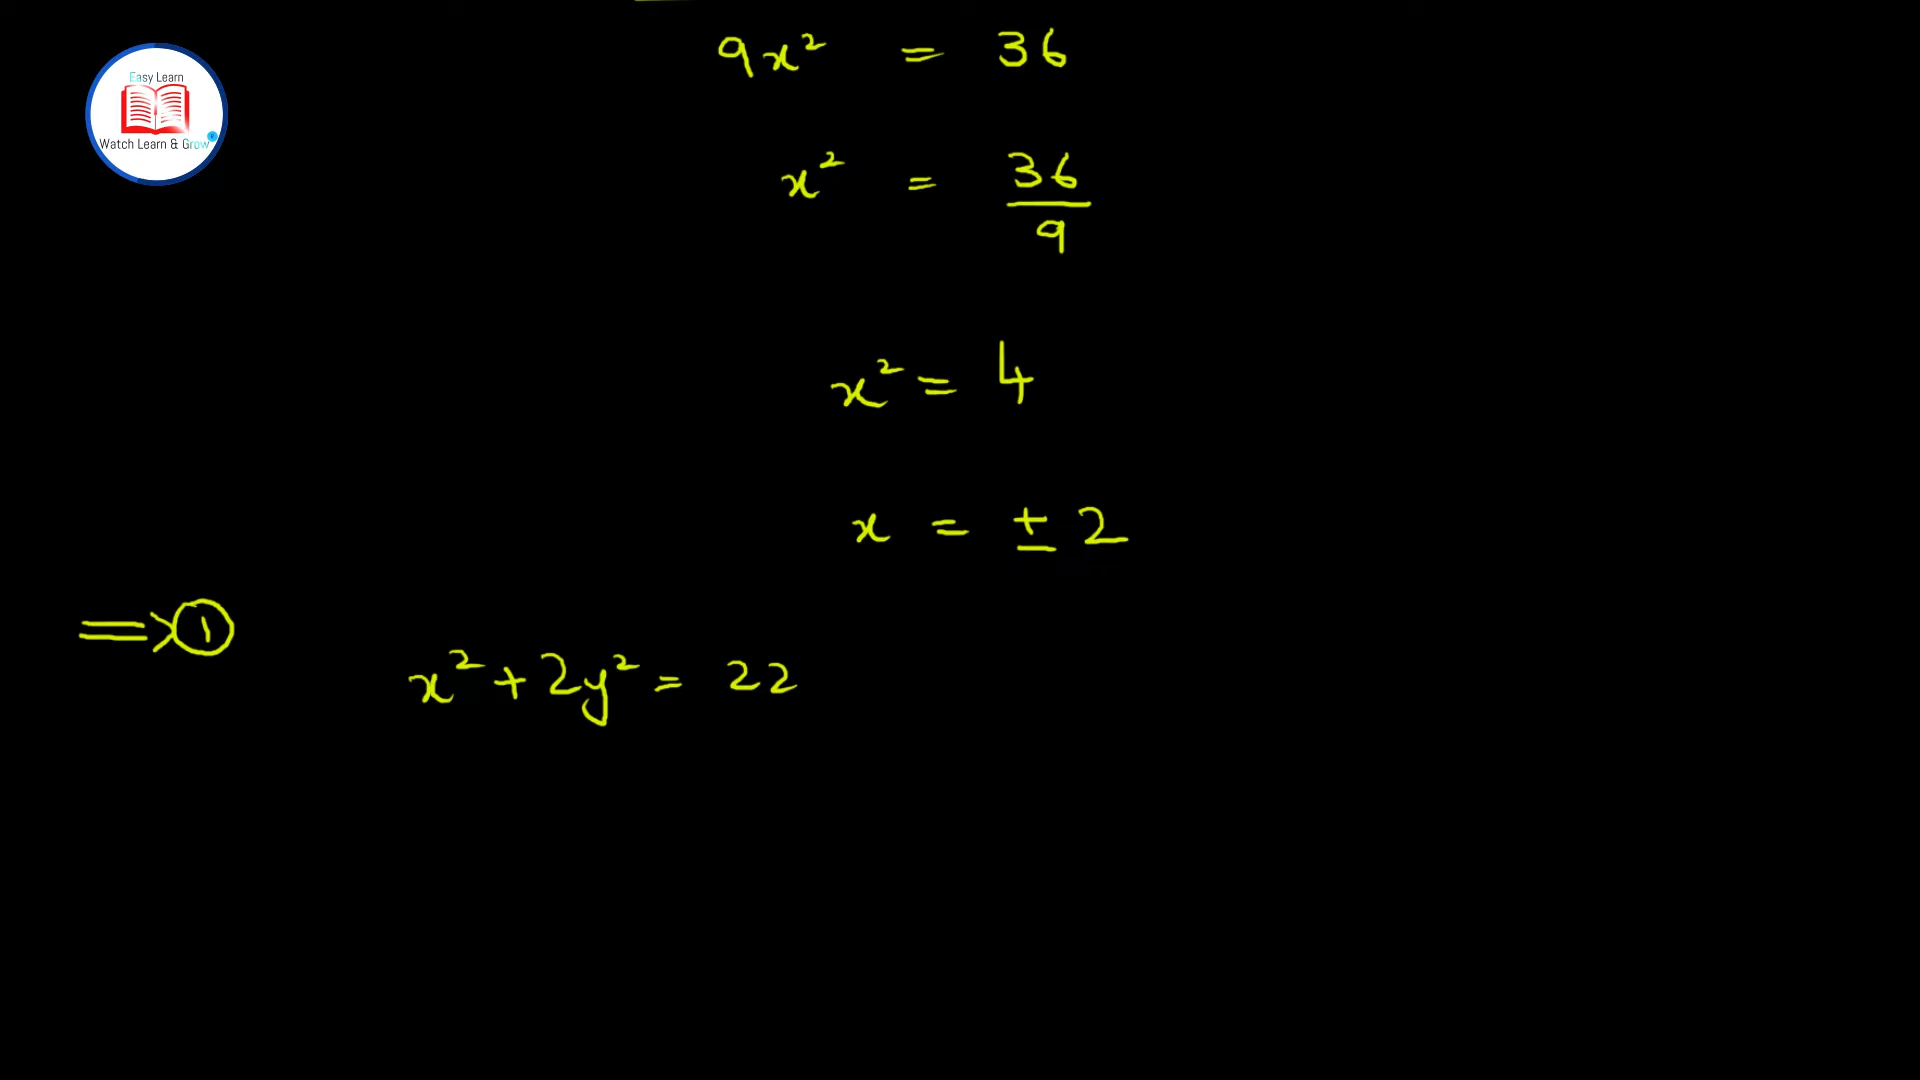 Easy Learn
Watch Learn & Grow
9x² = 36
x² = 36/9
x² = 4
x = ± 2
=> ①
x² + 2y² = 22